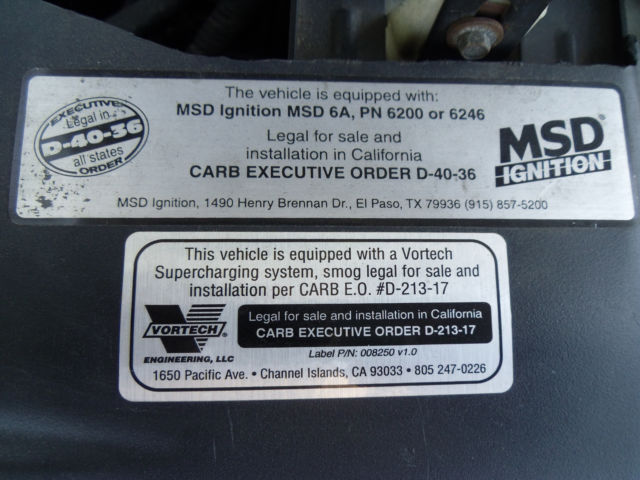 EXECUTIVE
Legal in
D-40-36
all states
ORDER
The vehicle is equipped with:
MSD Ignition MSD 6A, PN 6200 or 6246
Legal for sale and
installation in California
CARB EXECUTIVE ORDER D-40-36
MSD
IGNITION
MSD Ignition, 1490 Henry Brennan Dr., El Paso, TX 79936 (915) 857-5200
This vehicle is equipped with a Vortech
Supercharging system, smog legal for sale and
installation per CARB E.O. #D-213-17
VORTECH
ENGINEERING, LLC
Legal for sale and installation in California
CARB EXECUTIVE ORDER D-213-17
Label P/N: 008250 v1.0
1650 Pacific Ave. • Channel Islands, CA 93033 • 805 247-0226